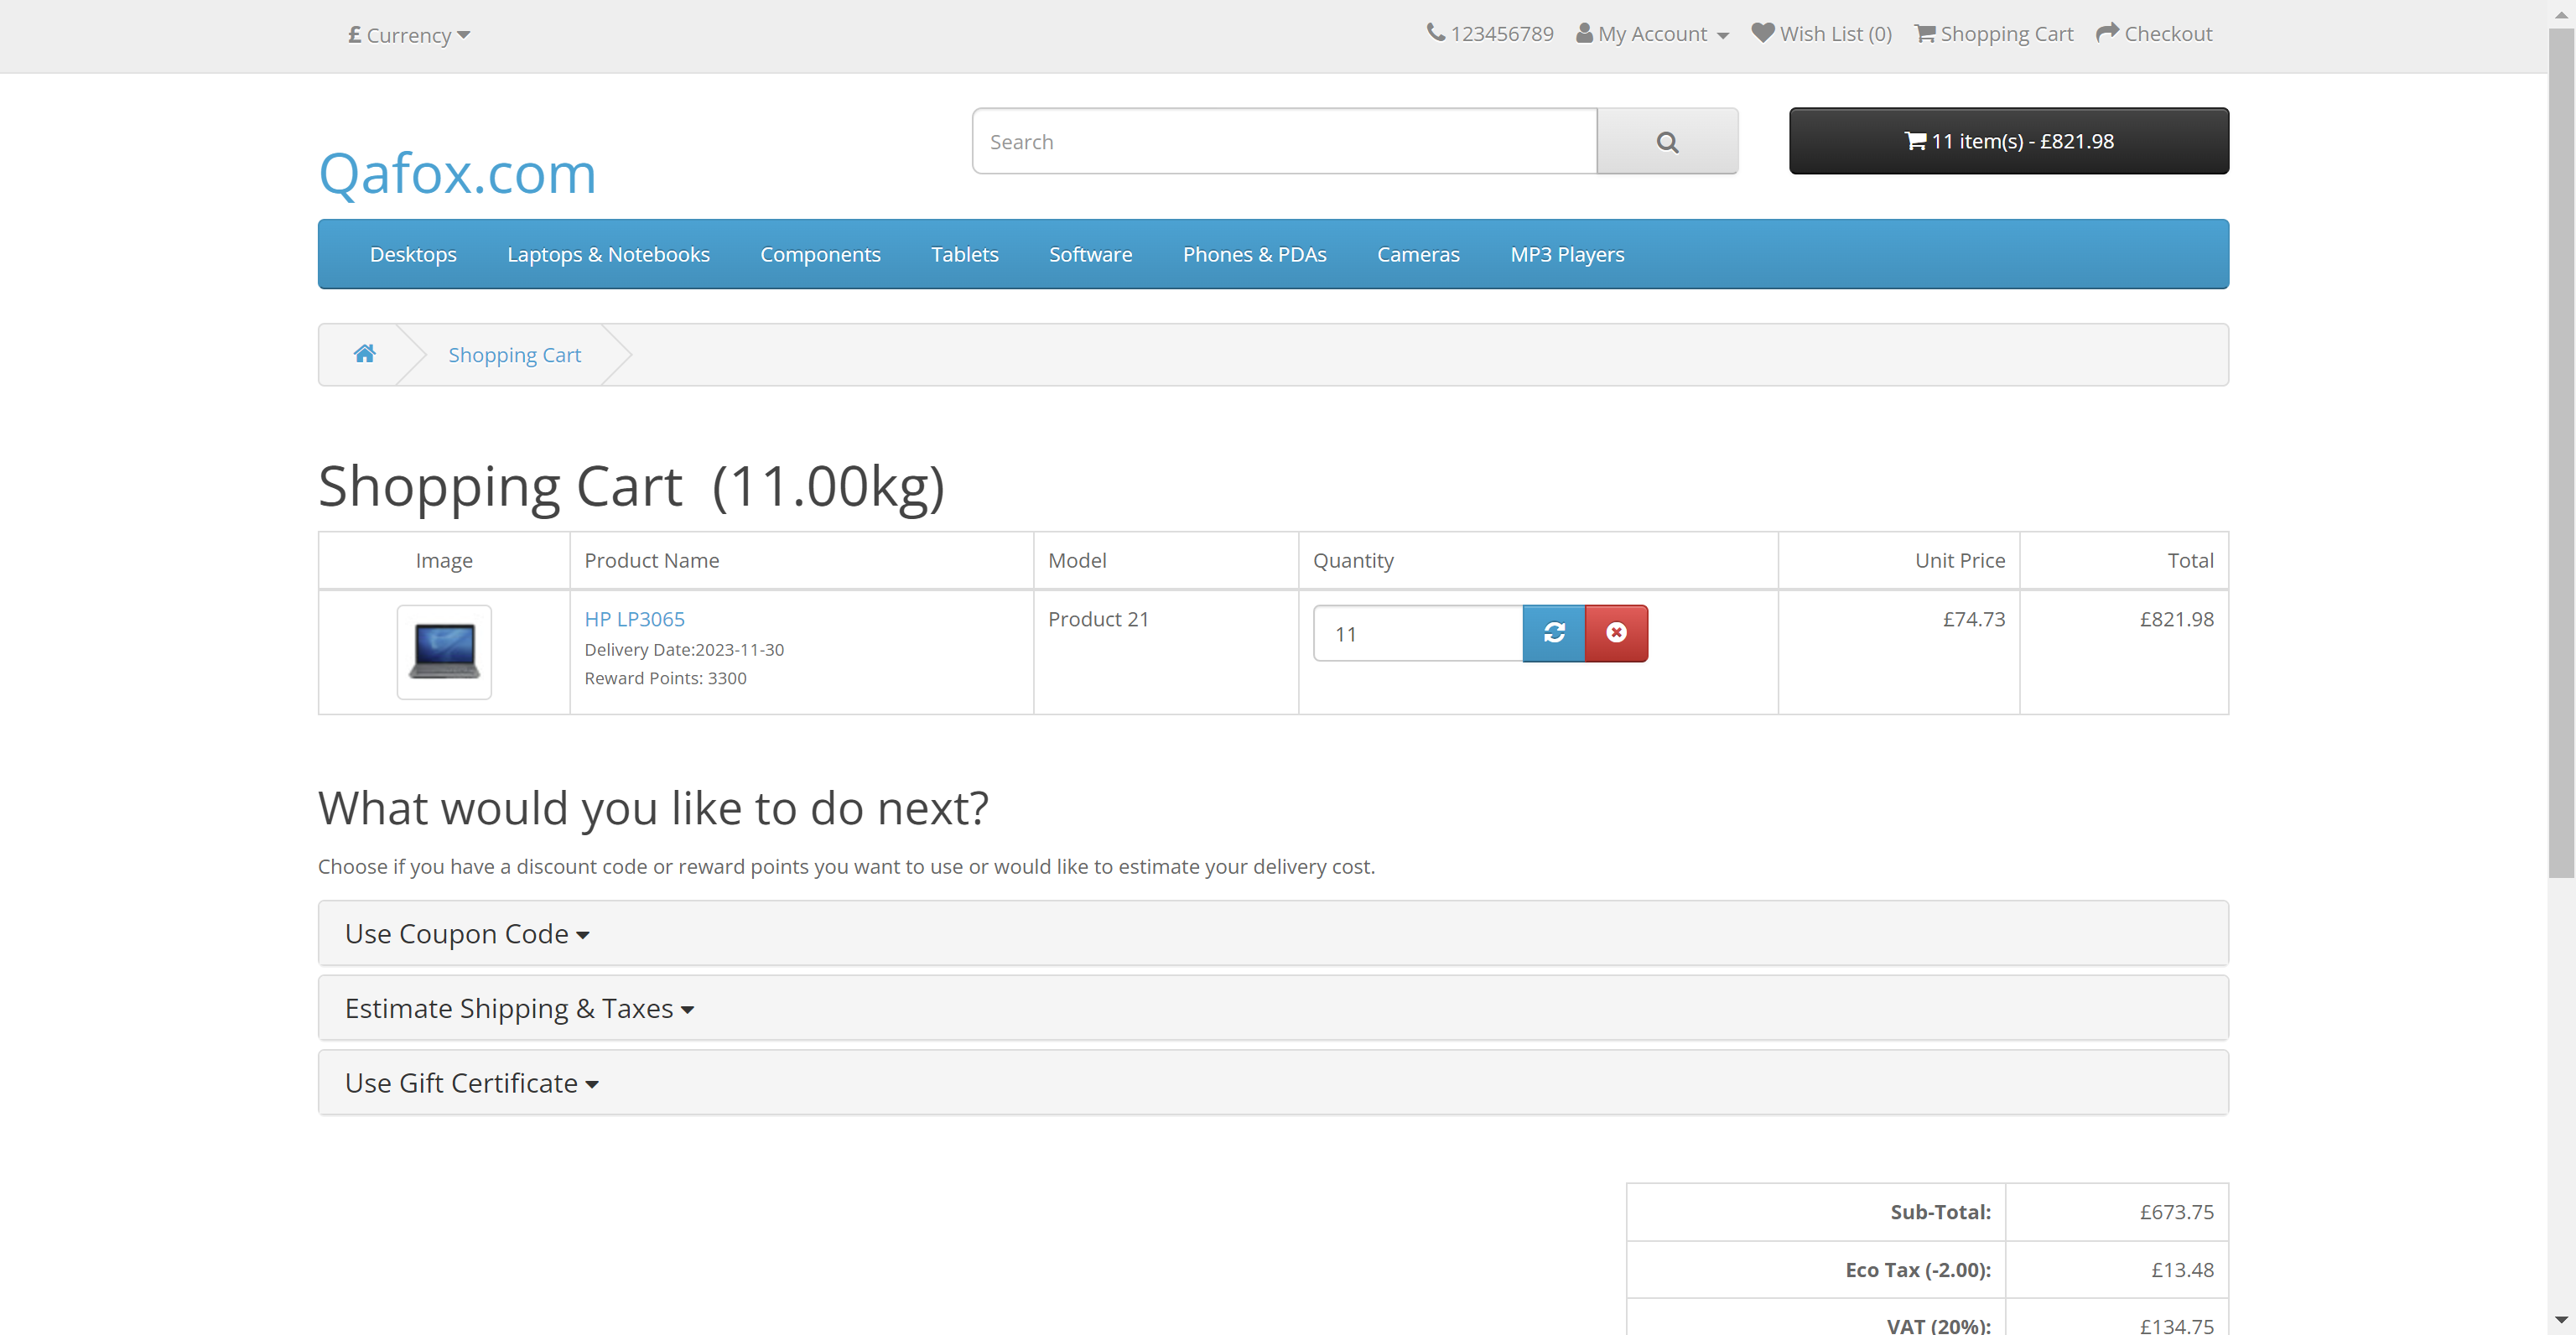 £ Currency
123456789 My Account Wish List (0) Shopping Cart Checkout
Qafox.com
Search
11 item(s) - £821.98
Desktops Laptops & Notebooks Components Tablets Software Phones & PDAs Cameras MP3 Players
Shopping Cart
Shopping Cart (11.00kg)
Image Product Name Model Quantity Unit Price Total
HP LP3065 Product 21 11 £74.73 £821.98
Delivery Date:2023-11-30
Reward Points: 3300
What would you like to do next?
Choose if you have a discount code or reward points you want to use or would like to estimate your delivery cost.
Use Coupon Code
Estimate Shipping & Taxes
Use Gift Certificate
Sub-Total: £673.75
Eco Tax (-2.00): £13.48
VAT (20%): £134.75